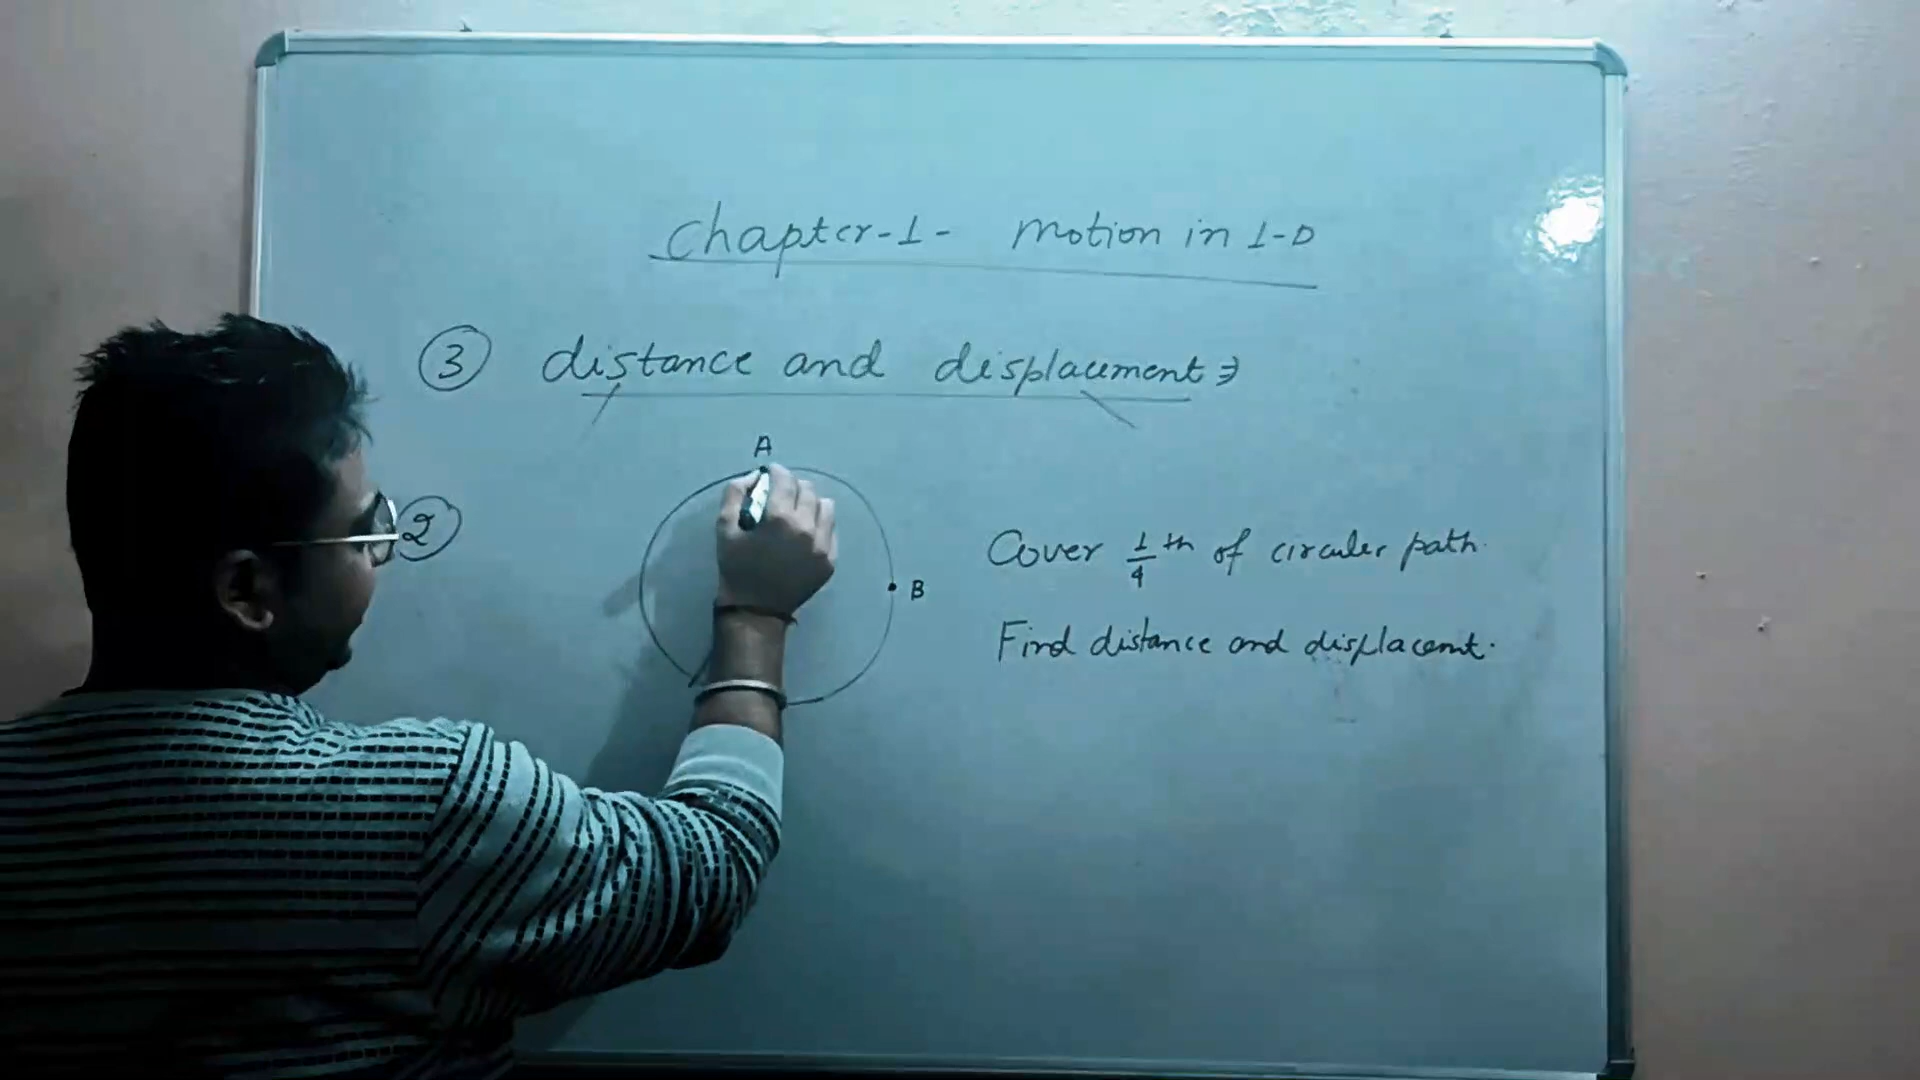 Chapter-1- Motion in 1-D
3 distance and displacement
2
A
B
Cover 1/4 th of circular path.
Find distance and displacemt.